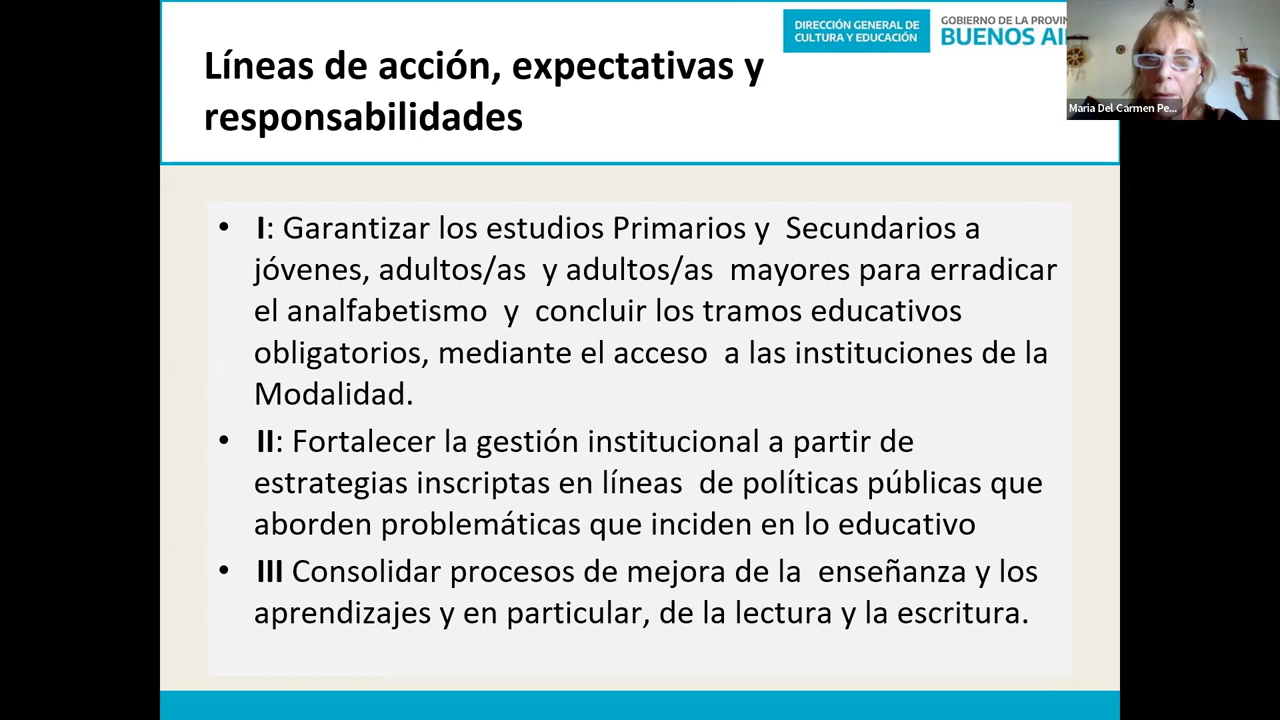 DIRECCIÓN GENERAL DE
CULTURA Y EDUCACIÓN
GOBIERNO DE LA PROVIN
BUENOS AI
Líneas de acción, expectativas y
responsabilidades
Maria Del Carmen Pe...
• I: Garantizar los estudios Primarios y Secundarios a
jóvenes, adultos/as y adultos/as mayores para erradicar
el analfabetismo y concluir los tramos educativos
obligatorios, mediante el acceso a las instituciones de la
Modalidad.
• II: Fortalecer la gestión institucional a partir de
estrategias inscriptas en líneas de políticas públicas que
aborden problemáticas que inciden en lo educativo
• III Consolidar procesos de mejora de la enseñanza y los
aprendizajes y en particular, de la lectura y la escritura.